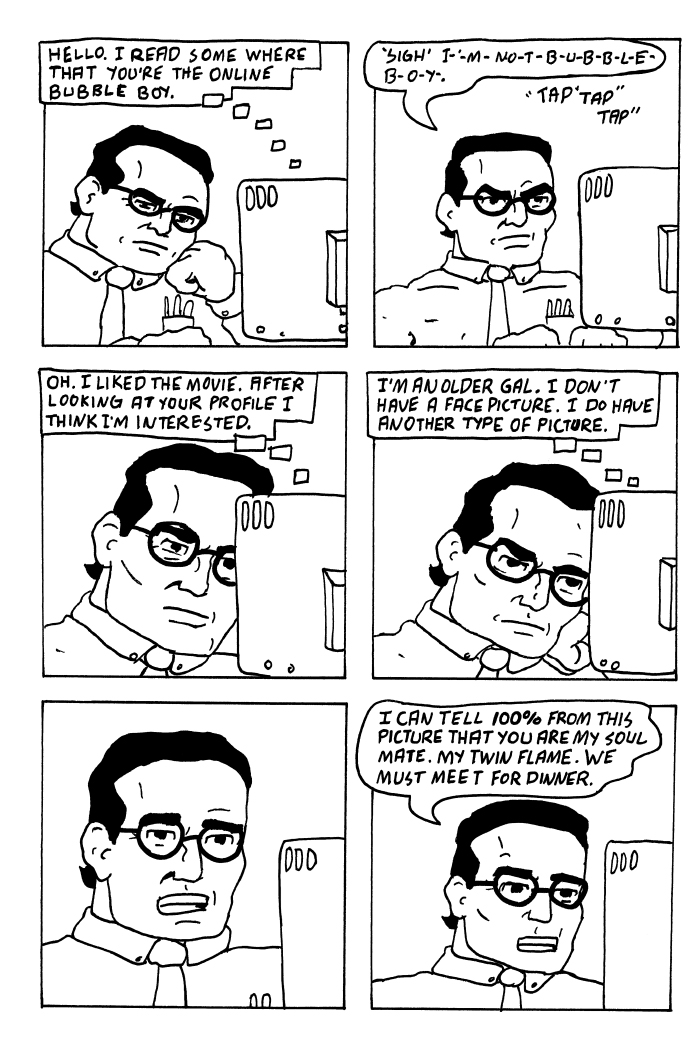 HELLO. I READ SOME WHERE
THAT YOU'RE THE ONLINE
BUBBLE BOY.
'SIGH' I-'-M- NO-T-B-U-B-B-L-E-
B-O-Y-.
"TAP'TAP"
TAP"
OH. I LIKED THE MOVIE. AFTER
LOOKING AT YOUR PROFILE I
THINK I'M INTERESTED.
I'M AN OLDER GAL. I DON'T
HAVE A FACE PICTURE. I DO HAVE
ANOTHER TYPE OF PICTURE.
I CAN TELL 100% FROM THIS
PICTURE THAT YOU ARE MY SOUL
MATE. MY TWIN FLAME. WE
MUST MEET FOR DINNER.